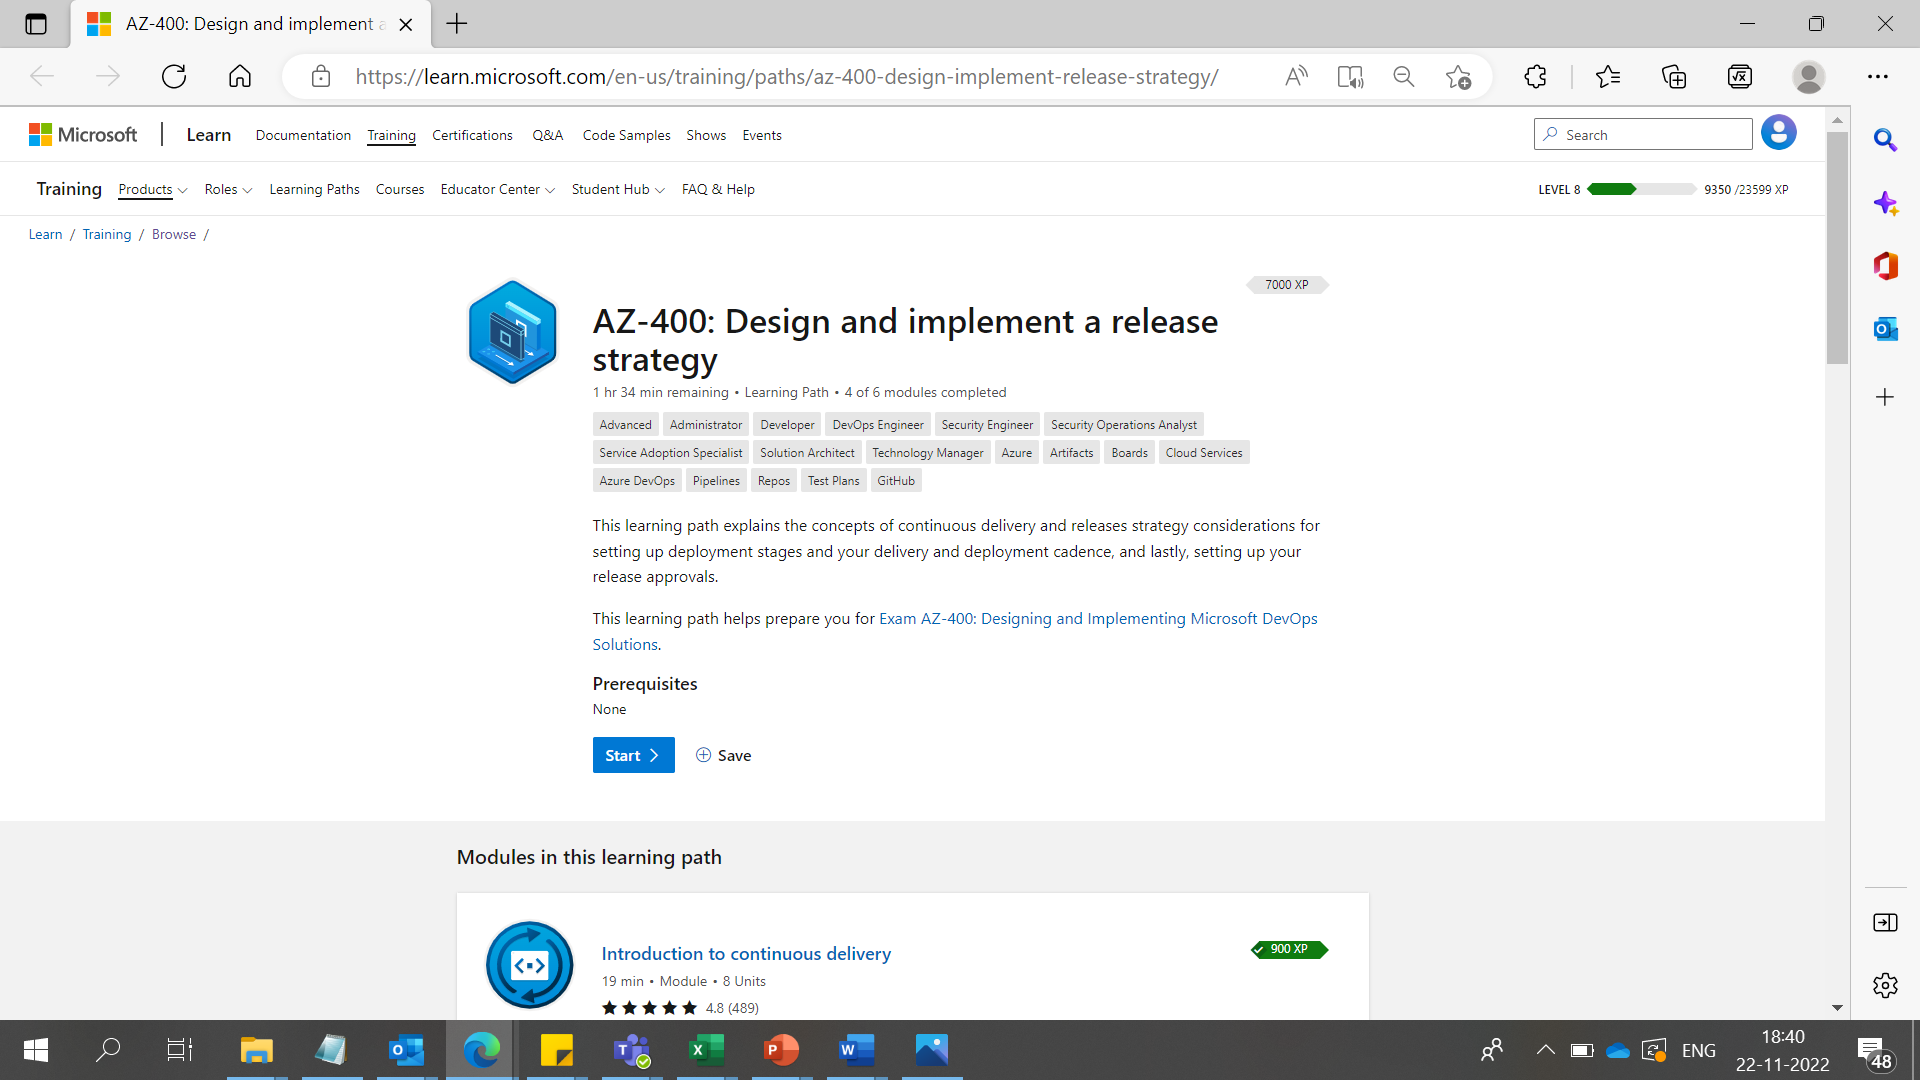 AZ-400: Design and implement a
https://learn.microsoft.com/en-us/training/paths/az-400-design-implement-release-strategy/
Microsoft Learn Documentation Training Certifications Q&A Code Samples Shows Events Search
Training Products Roles Learning Paths Courses Educator Center Student Hub FAQ & Help LEVEL 8 9350 /23599 XP
Learn / Training / Browse /
7000 XP
AZ-400: Design and implement a release
strategy
1 hr 34 min remaining • Learning Path • 4 of 6 modules completed
Advanced Administrator Developer DevOps Engineer Security Engineer Security Operations Analyst
Service Adoption Specialist Solution Architect Technology Manager Azure Artifacts Boards Cloud Services
Azure DevOps Pipelines Repos Test Plans GitHub
This learning path explains the concepts of continuous delivery and releases strategy considerations for
setting up deployment stages and your delivery and deployment cadence, and lastly, setting up your
release approvals.
This learning path helps prepare you for Exam AZ-400: Designing and Implementing Microsoft DevOps
Solutions.
Prerequisites
None
Start Save
Modules in this learning path
Introduction to continuous delivery 900 XP
19 min • Module • 8 Units
4.8 (489)
ENG 18:40
22-11-2022 48